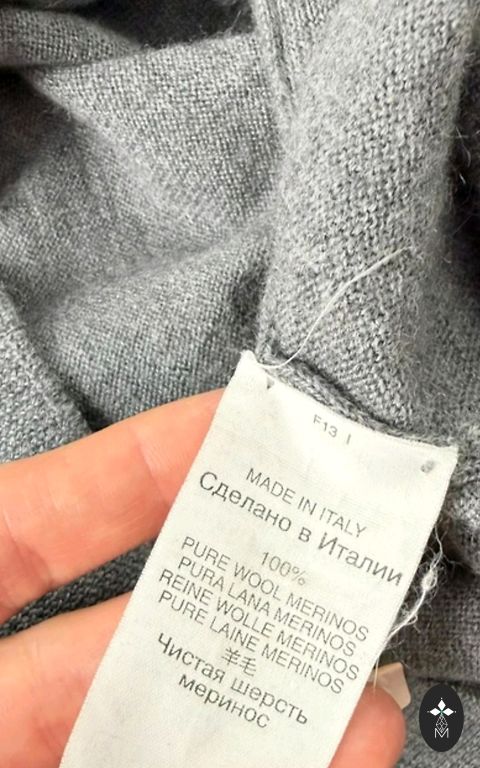 F13 I
MADE IN ITALY
Сделано в Италии
100%
PURE WOOL MERINOS
PURA LANA MERINOS
REINE WOLLE MERINOS
PURE LAINE MERINOS
羊毛
Чистая шерсть
меринос
M